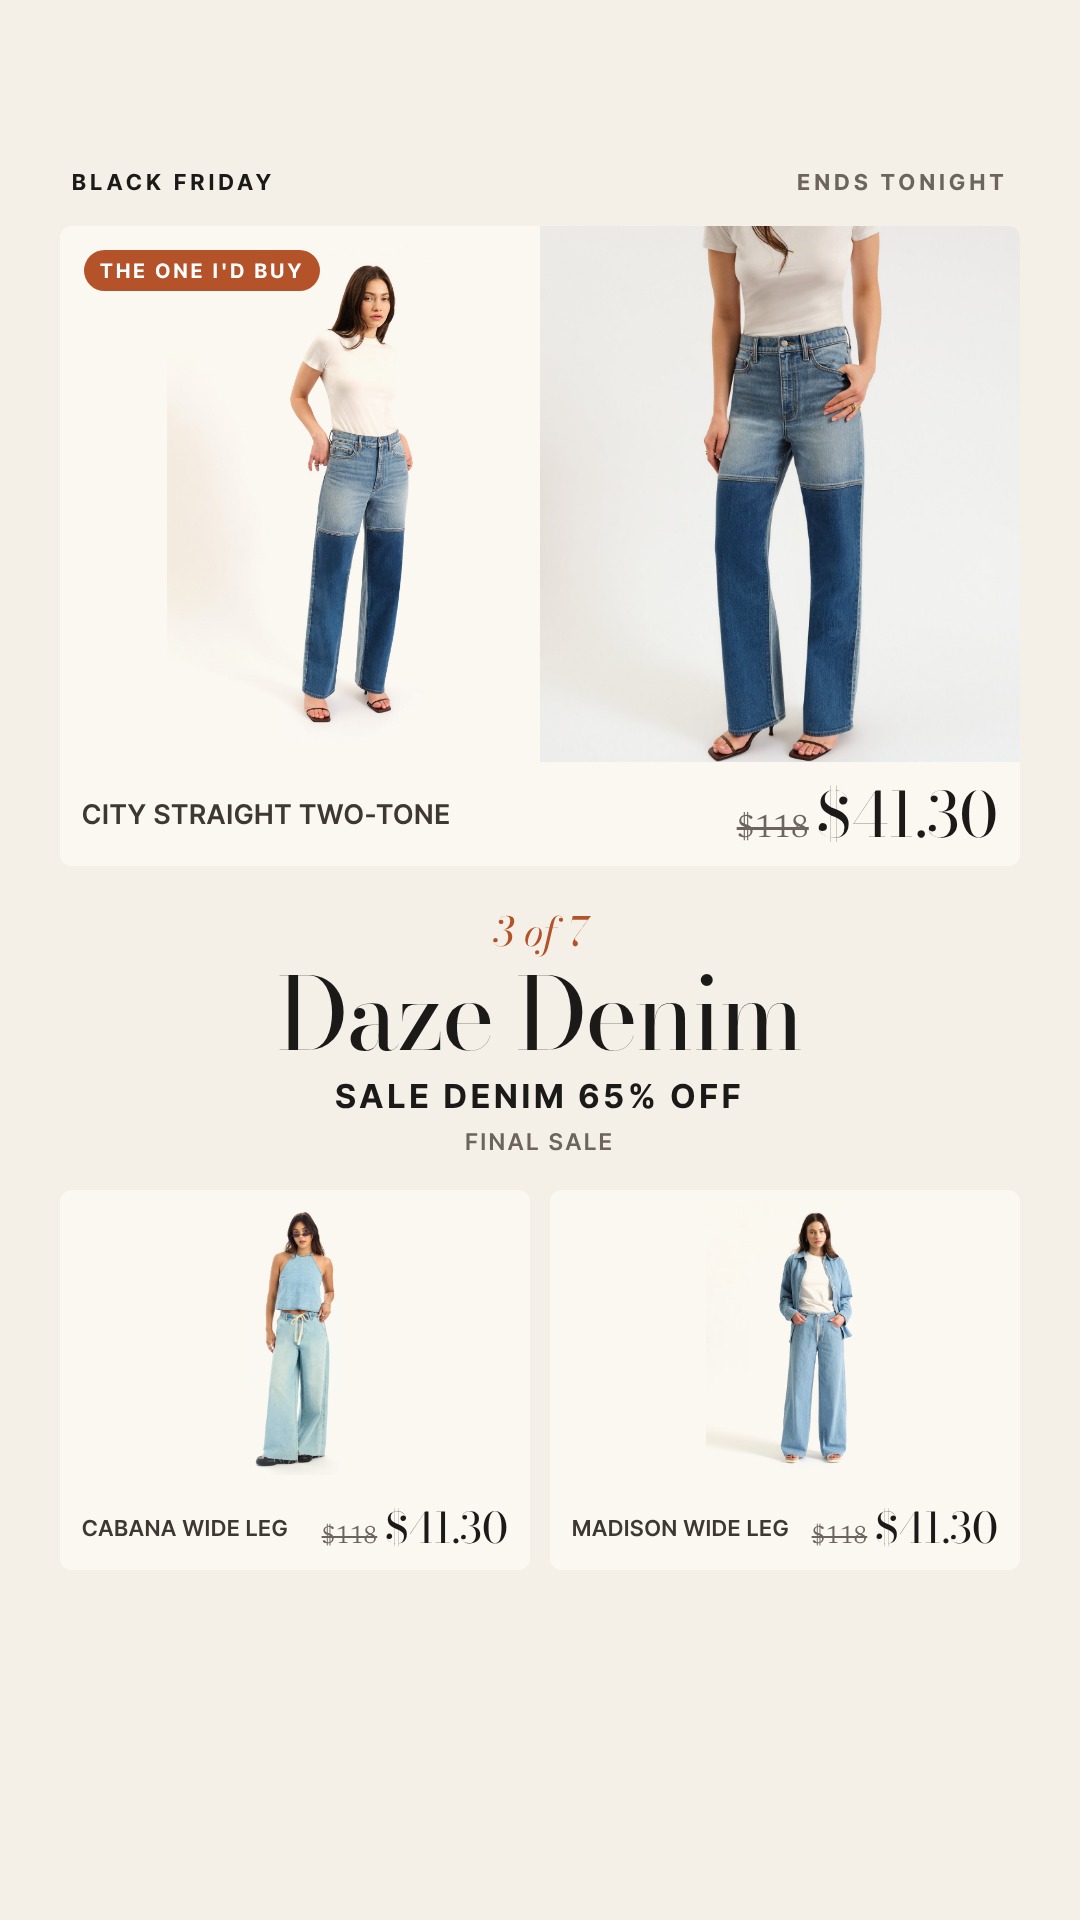 BLACK FRIDAY
ENDS TONIGHT
THE ONE I'D BUY
CITY STRAIGHT TWO-TONE
$118 $41.30
3 of 7
Daze Denim
SALE DENIM 65% OFF
FINAL SALE
CABANA WIDE LEG
$118 $41.30
MADISON WIDE LEG
$118 $41.30